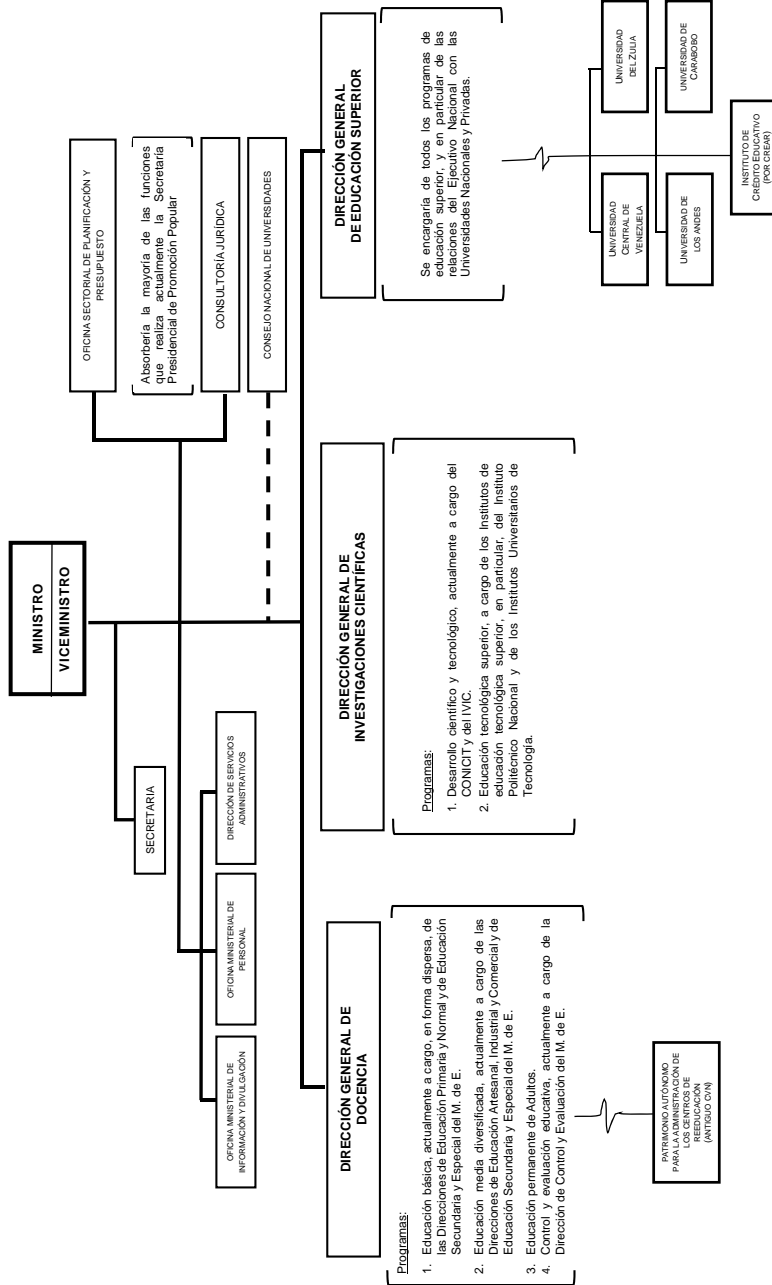 MINISTRO
VICEMINISTRO
SECRETARIA
OFICINA SECTORIAL DE PLANIFICACIÓN Y
PRESUPUESTO
Absorbería la mayoría de las funciones
que realiza actualmente la Secretaría
Presidencial de Promoción Popular
CONSULTORÍA JURÍDICA
CONSEJO NACIONAL DE UNIVERSIDADES
OFICINA MINISTERIAL DE
INFORMACIÓN Y DIVULGACIÓN
OFICINA MINISTERIAL DE
PERSONAL
DIRECCIÓN DE SERVICIOS
ADMINISTRATIVOS
DIRECCIÓN GENERAL DE
DOCENCIA
Programas:
1. Educación básica, actualmente a cargo, en forma dispersa, de
las Direcciones de Educación Primaria y Normal y de Educación
Secundaria y Especial del M. de E.
2. Educación media diversificada, actualmente a cargo de las
Direcciones de Educación Artesanal, Industrial y Comercial y de
Educación Secundaria y Especial del M. de E.
3. Educación permanente de Adultos.
4. Control y evaluación educativa, actualmente a cargo de la
Dirección de Control y Evaluación del M. de E.
PATRIMONIO AUTÓNOMO
PARA LA ADMINISTRACIÓN DE
LOS CENTROS DE
REEDUCACIÓN
(ANTIGUO CVN)
DIRECCIÓN GENERAL DE
INVESTIGACIONES CIENTÍFICAS
Programas:
1. Desarrollo científico y tecnológico, actualmente a cargo del
CONICIT y del IVIC.
2. Educación tecnológica superior, a cargo de los Institutos de
educación tecnológica superior, en particular, del Instituto
Politécnico Nacional y de los Institutos Universitarios de
Tecnología.
DIRECCIÓN GENERAL
DE EDUCACIÓN SUPERIOR
Se encargaría de todos los programas de
educación superior, y en particular de las
relaciones del Ejecutivo Nacional con las
Universidades Nacionales y Privadas.
UNIVERSIDAD
CENTRAL DE
VENEZUELA
UNIVERSIDAD
DEL ZULIA
UNIVERSIDAD DE
LOS ANDES
UNIVERSIDAD DE
CARABOBO
INSTITUTO DE
CRÉDITO EDUCATIVO
(POR CREAR)